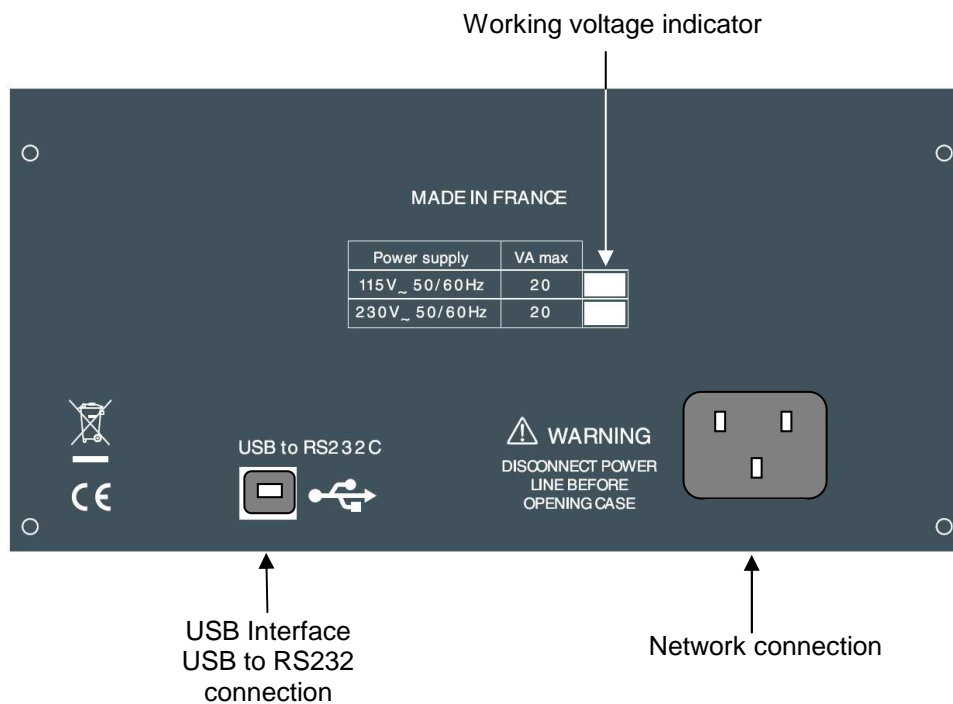 Working voltage indicator
MADE IN FRANCE
Power supply VA max
115V~ 50/60Hz 20
230V~ 50/60Hz 20
USB to RS232C
WARNING
DISCONNECT POWER
LINE BEFORE
OPENING CASE
CE
USB Interface
USB to RS232
connection
Network connection